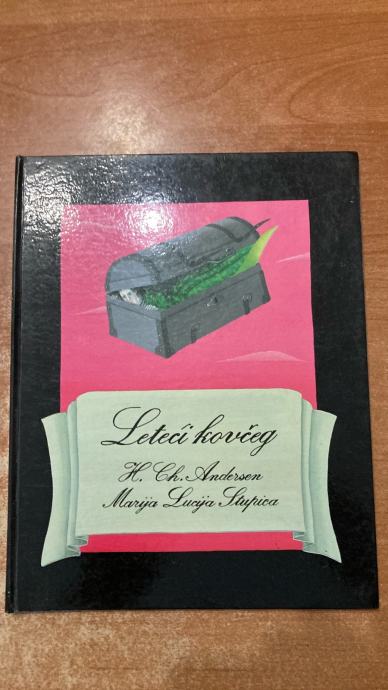 Leteći kovčeg
H. Ch. Andersen
Marija Lucija Stupica